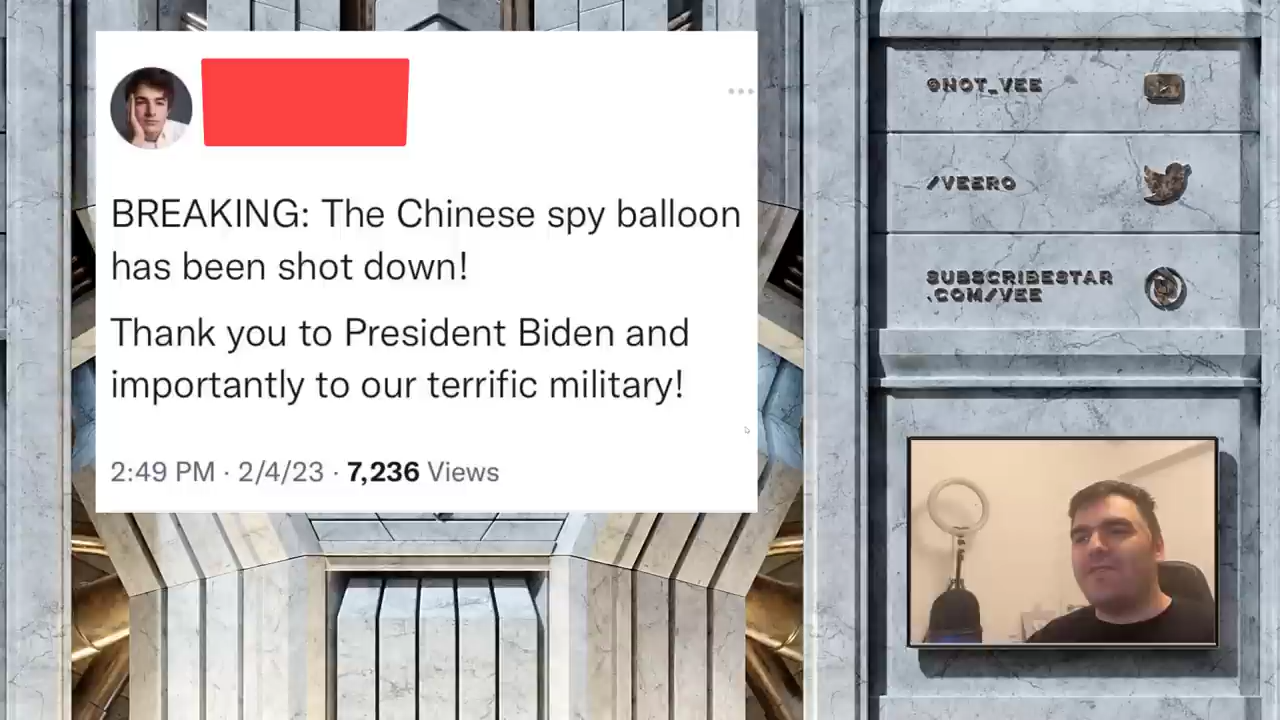 BREAKING: The Chinese spy balloon
has been shot down!
Thank you to President Biden and
importantly to our terrific military!
2:49 PM · 2/4/23 · 7,236 Views
@NOT_VEE
/VEERO
SUBSCRIBESTAR
.COM/VEE